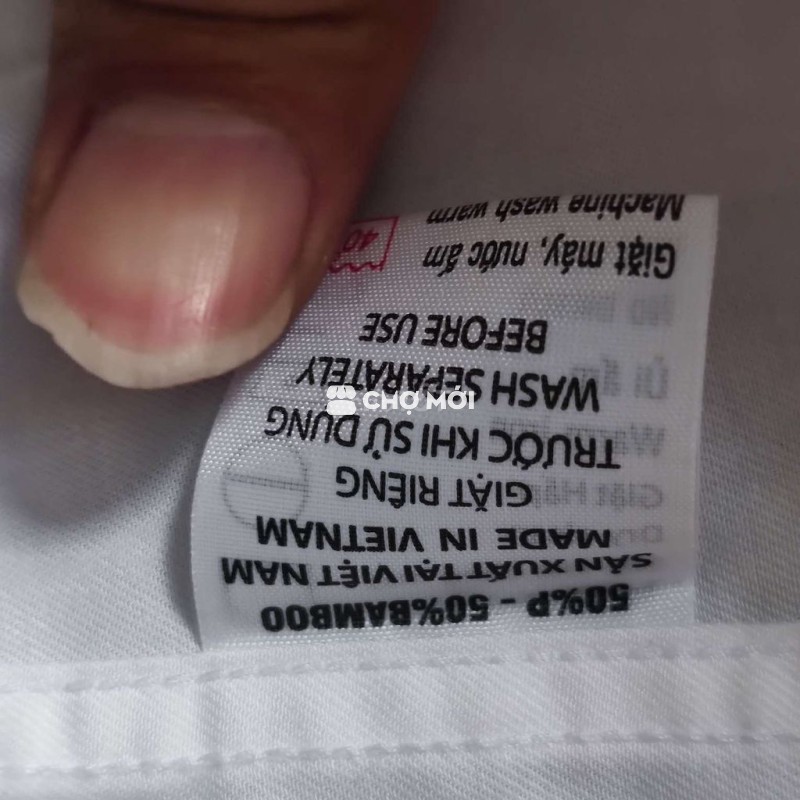 50%P - 50%BAMBOO
SẢN XUẤT TẠI VIỆT NAM
MADE IN VIETNAM
GIẶT RIÊNG
TRƯỚC KHI SỬ DỤNG
WASH SEPARATELY
BEFORE USE
Giặt máy, nước ấm
40
Machine wash warm
CHỢ MỚI